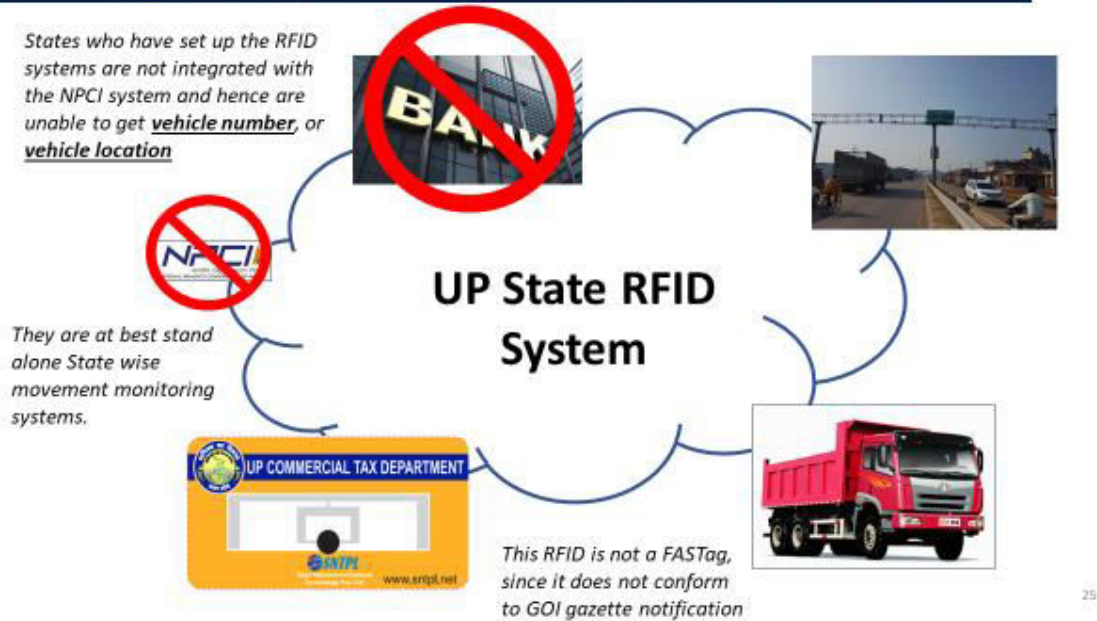 States who have set up the RFID
systems are not integrated with
the NPCI system and hence are
unable to get vehicle number, or
vehicle location
BANK
NPCI
They are at best stand
alone State wise
movement monitoring
systems.
UP State RFID
System
UP COMMERCIAL TAX DEPARTMENT
SNTPL
www.sntpl.net
This RFID is not a FASTag,
since it does not conform
to GOI gazette notification
25